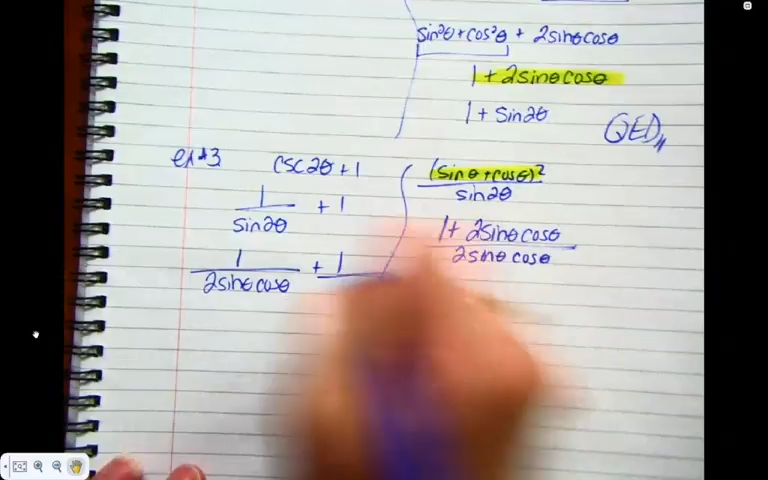 sin²θ+cos²θ + 2sinθcosθ
1 + 2sinθcosθ
1 + sin2θ
QED
ex#3
csc2θ+1
(sinθ+cosθ)²
sin2θ
1
+ 1
sin2θ
1+ 2sinθcosθ
2sinθcosθ
1
+ 1
2sinθcosθ